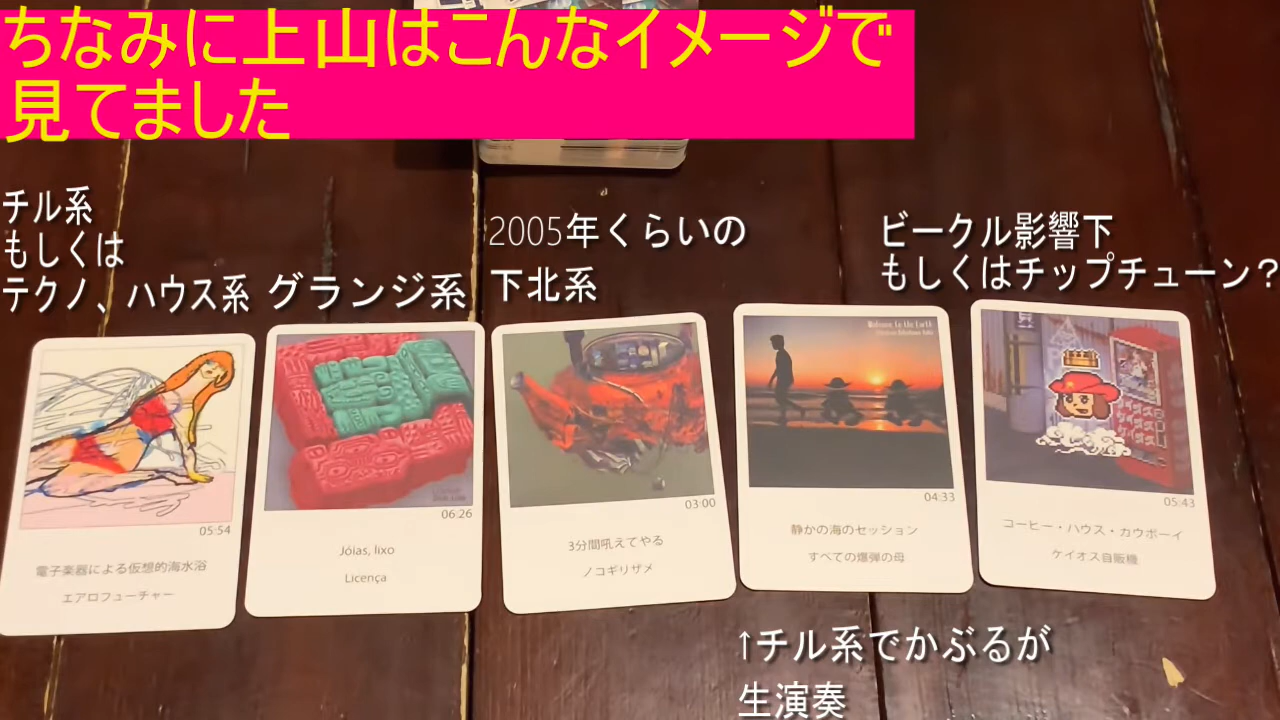 ちなみに上山はこんなイメージで
見てました
チル系
もしくは
テクノ、ハウス系
グランジ系
2005年くらいの
下北系
ビークル影響下
もしくはチップチューン？
05:54
電子楽器による仮想的海水浴
エアロフューチャー
06:26
Jóias, lixo
Licença
03:00
3分間吼えてやる
ノコギリザメ
Welcome to the Earth
04:33
静かの海のセッション
すべての爆弾の母
05:43
コーヒー・ハウス・カウボーイ
ケイオス自販機
↑チル系でかぶるが
生演奏